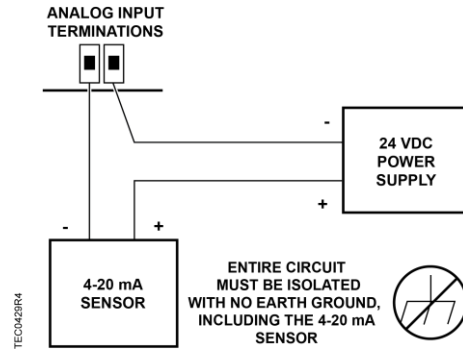 ANALOG INPUT
TERMINATIONS
-
24 VDC
POWER
SUPPLY
+
-
+
4-20 mA
SENSOR
ENTIRE CIRCUIT
MUST BE ISOLATED
WITH NO EARTH GROUND,
INCLUDING THE 4-20 mA
SENSOR
TEC0429R4